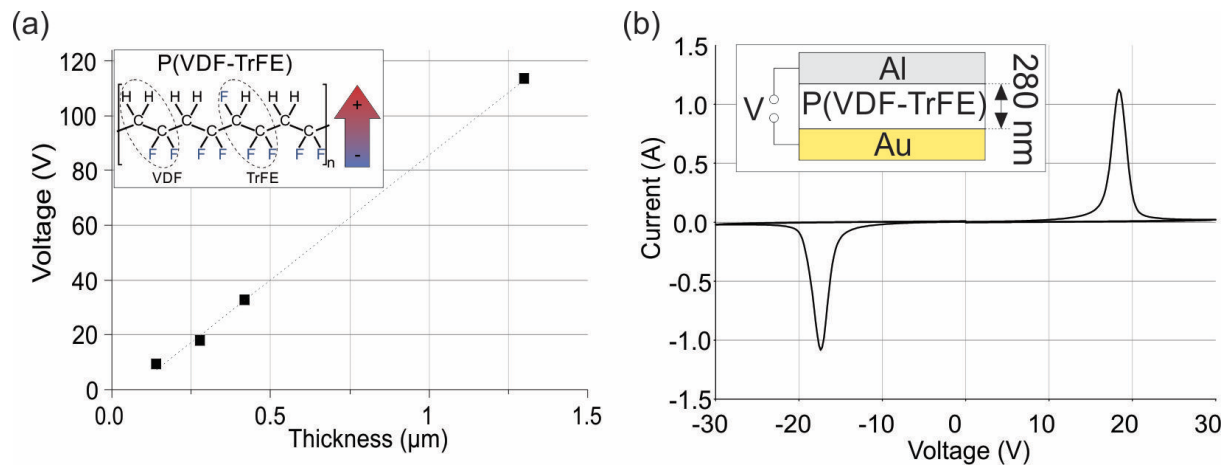 (a)
120
100
80
60
40
20
0
Voltage (V)
P(VDF-TrFE)
H H H H F H H H
C C C C C C C C
F F F F F F F F
n
VDF TrFE
+
-
0.0 0.5 1 1.5
Thickness (µm)
(b)
1.5
1.0
0.5
0.0
-0.5
-1.0
-1.5
Current (A)
Al
P(VDF-TrFE)
Au
V
280 nm
-30 -20 -10 0 10 20 30
Voltage (V)